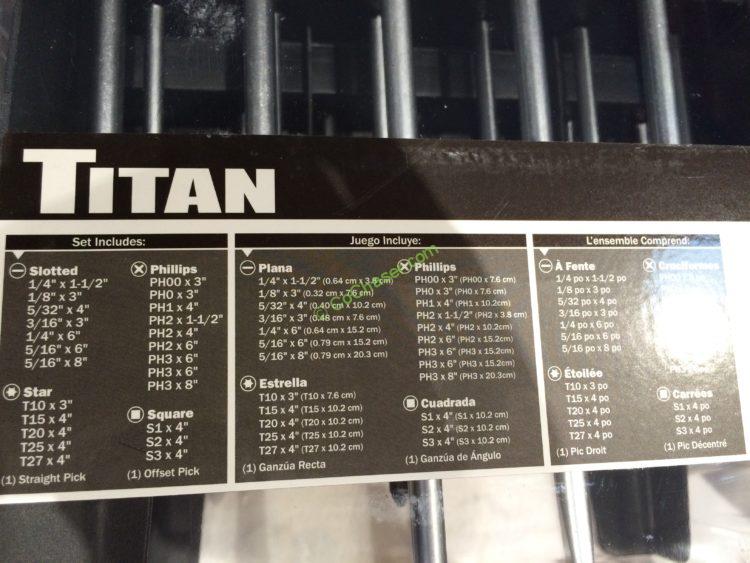 TITAN
Set Includes:
Slotted
1/4" x 1-1/2"
1/8" x 3"
5/32" x 4"
3/16" x 3"
1/4" x 6"
5/16" x 6"
5/16" x 8"
Star
T10 x 3"
T15 x 4"
T20 x 4"
T25 x 4"
T27 x 4"
(1) Straight Pick
Phillips
PH00 x 3"
PH0 x 3"
PH1 x 4"
PH2 x 1-1/2"
PH2 x 4"
PH2 x 6"
PH3 x 6"
PH3 x 6"
PH3 x 8"
Square
S1 x 4"
S2 x 4"
S3 x 4"
(1) Offset Pick
Juego Incluye:
Plana
1/4" x 1-1/2" (0.64 cm x 3.8 cm)
1/8" x 3" (0.32 cm x 7.6 cm)
5/32" x 4" (0.40 cm x 10.2 cm)
3/16" x 3" (0.48 cm x 7.6 cm)
1/4" x 6" (0.64 cm x 15.2 cm)
5/16" x 6" (0.79 cm x 15.2 cm)
5/16" x 8" (0.79 cm x 20.3 cm)
Estrella
T10 x 3" (T10 x 7.6 cm)
T15 x 4" (T15 x 10.2 cm)
T20 x 4" (T20 x 10.2 cm)
T25 x 4" (T25 x 10.2 cm)
T27 x 4" (T27 x 10.2 cm)
(1) Ganzúa Recta
Phillips
PH00 x 3" (PH00 x 7.6 cm)
PH0 x 3" (PH0 x 7.6 cm)
PH1 x 4" (PH1 x 10.2cm)
PH2 x 1-1/2" (PH2 x 3.8 cm)
PH2 x 4" (PH2 x 10.2cm)
PH2 x 6" (PH2 x 15.2cm)
PH3 x 6" (PH3 x 15.2cm)
PH3 x 6" (PH3 x 15.2cm)
PH3 x 8" (PH3 x 20.3cm)
Cuadrada
S1 x 4" (S1 x 10.2 cm)
S2 x 4" (S2 x 10.2 cm)
S3 x 4" (S3 x 10.2 cm)
(1) Ganzúa de Ángulo
L'ensemble Comprend:
À Fente
1/4 po x 1-1/2 po
1/8 po x 3 po
5/32 po x 4 po
3/16 po x 3 po
1/4 po x 6 po
5/16 po x 6 po
5/16 po x 8 po
Étoilée
T10 x 3 po
T15 x 4 po
T20 x 4 po
T25 x 4 po
T27 x 4 po
(1) Pic Droit
Cruciformes
Carrées
S1 x 4 po
S2 x 4 po
S3 x 4 po
(1) Pic Décentré